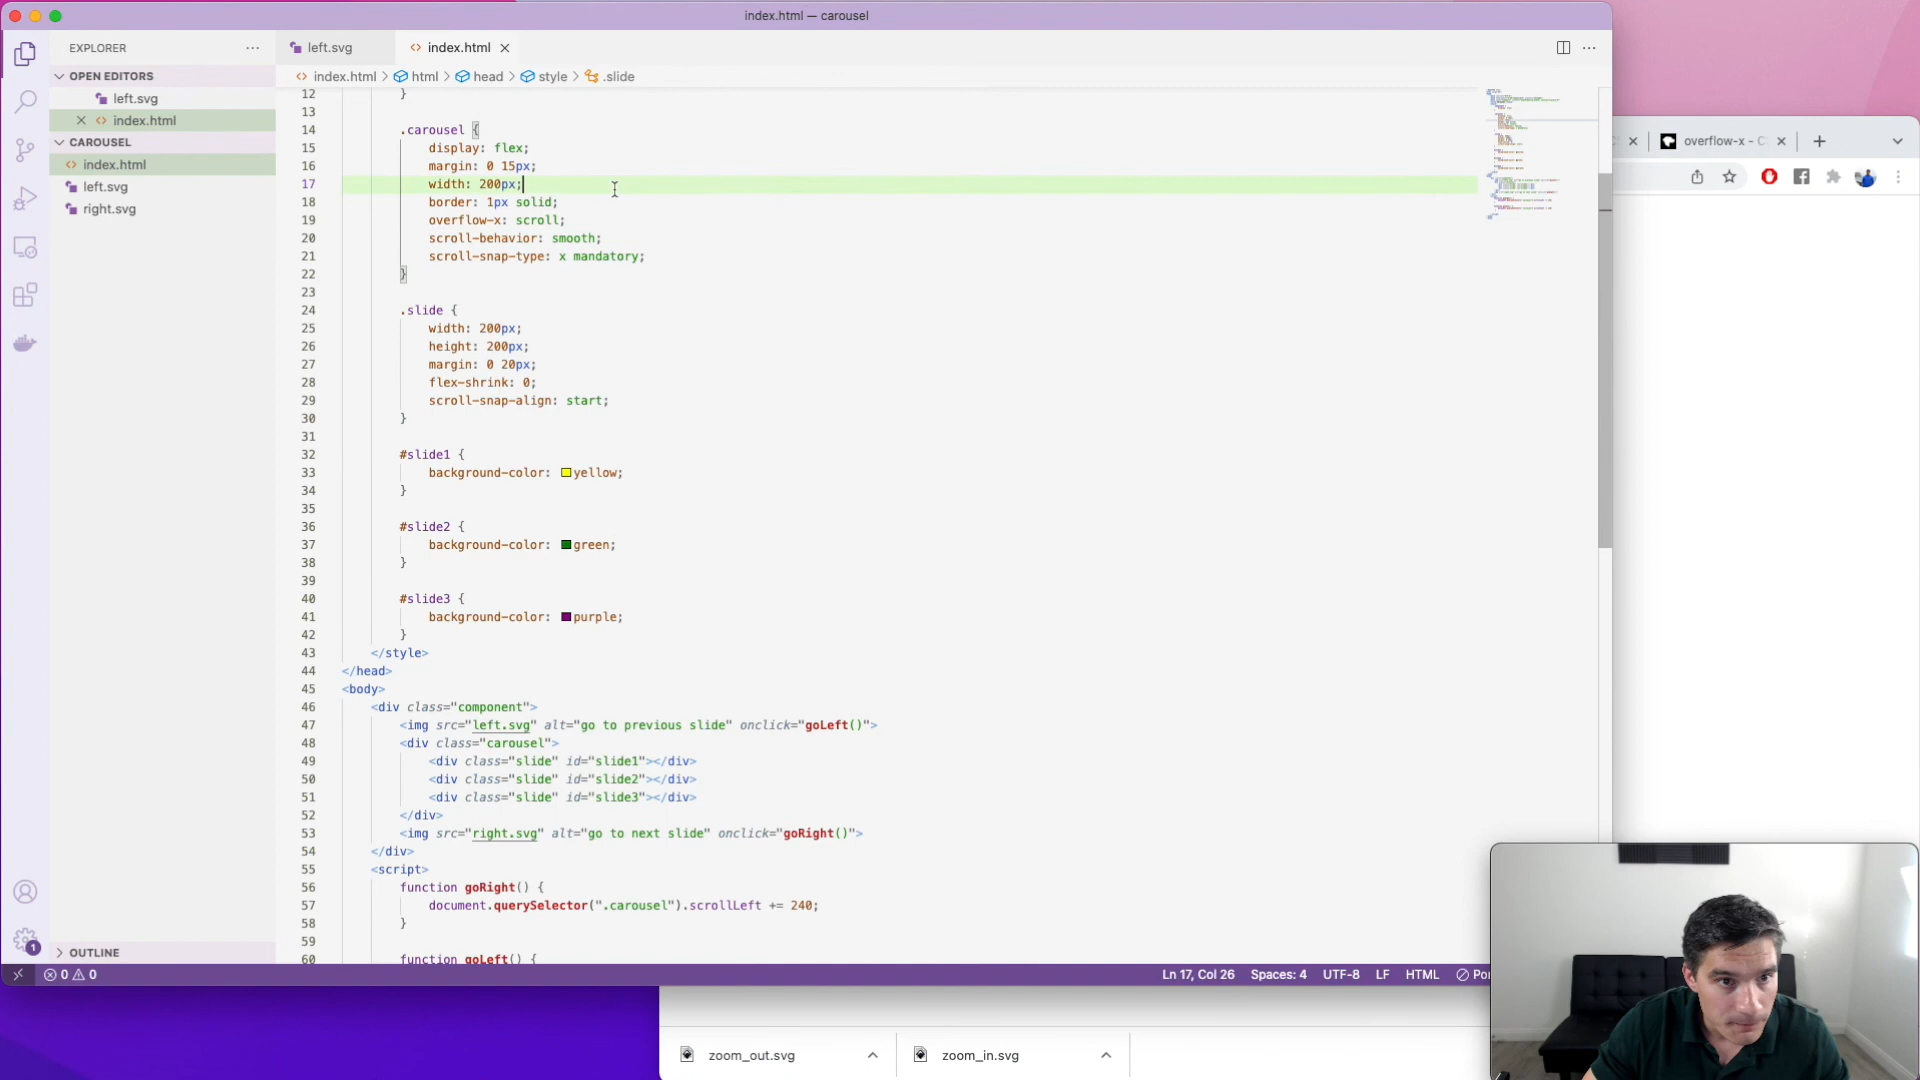 index.html — carousel
EXPLORER
left.svg
index.html
index.html > html > head > style > .slide
OPEN EDITORS
left.svg
index.html
CAROUSEL
index.html
left.svg
right.svg
OUTLINE
12 }
13
14 .carousel {
15 display: flex;
16 margin: 0 15px;
17 width: 200px;
18 border: 1px solid;
19 overflow-x: scroll;
20 scroll-behavior: smooth;
21 scroll-snap-type: x mandatory;
22 }
23
24 .slide {
25 width: 200px;
26 height: 200px;
27 margin: 0 20px;
28 flex-shrink: 0;
29 scroll-snap-align: start;
30 }
31
32 #slide1 {
33 background-color: yellow;
34 }
35
36 #slide2 {
37 background-color: green;
38 }
39
40 #slide3 {
41 background-color: purple;
42 }
43 </style>
44 </head>
45 <body>
46 <div class="component">
47 <img src="left.svg" alt="go to previous slide" onclick="goLeft()">
48 <div class="carousel">
49 <div class="slide" id="slide1"></div>
50 <div class="slide" id="slide2"></div>
51 <div class="slide" id="slide3"></div>
52 </div>
53 <img src="right.svg" alt="go to next slide" onclick="goRight()">
54 </div>
55 <script>
56 function goRight() {
57 document.querySelector(".carousel").scrollLeft += 240;
58 }
59
60 function goLeft() {
overflow-x - C
1
0 0
Ln 17, Col 26
Spaces: 4
UTF-8
LF
HTML
zoom_out.svg
zoom_in.svg